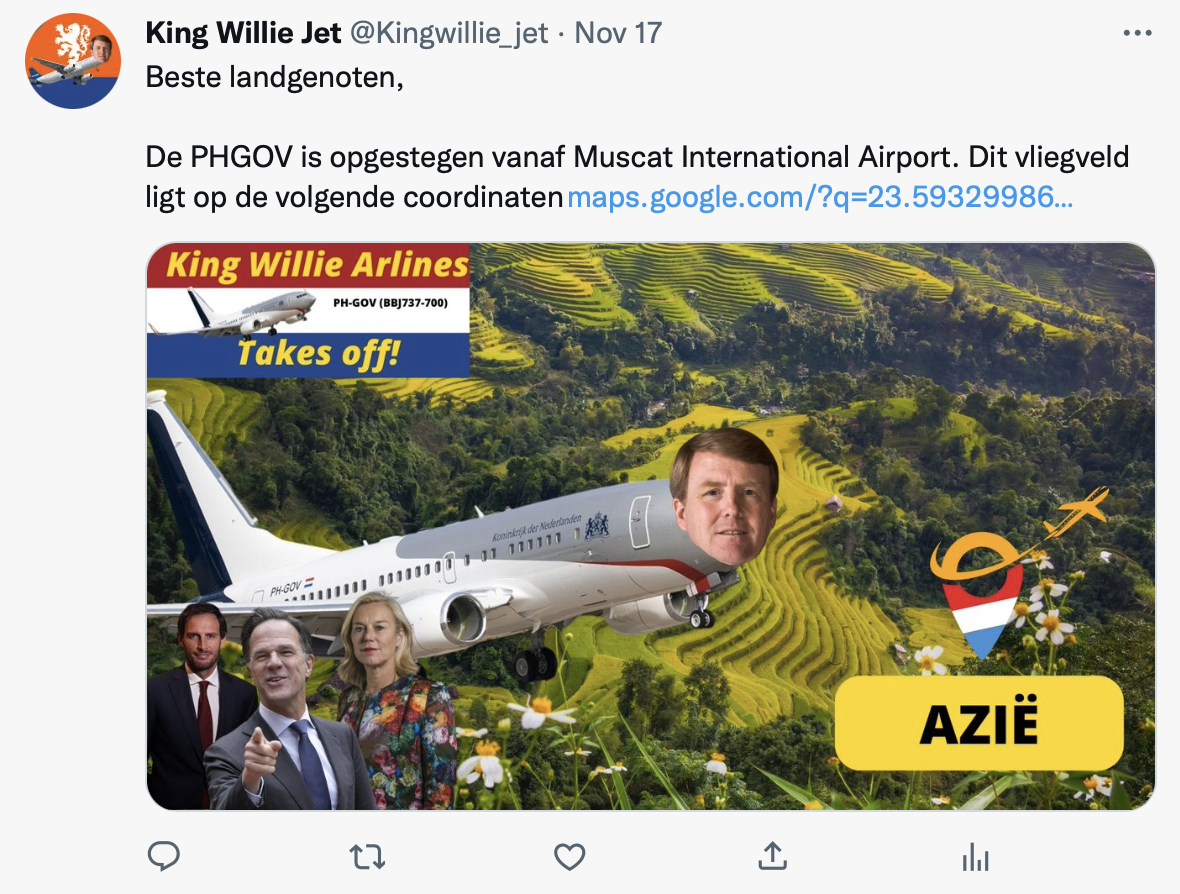 King Willie Jet @Kingwillie_jet · Nov 17
Beste landgenoten,
De PHGOV is opgestegen vanaf Muscat International Airport. Dit vliegveld
ligt op de volgende coordinaten maps.google.com/?q=23.59329986…
King Willie Arlines
PH-GOV (BBJ737-700)
Takes off!
Koninkrijk der Nederlanden
PH-GOV
AZIË